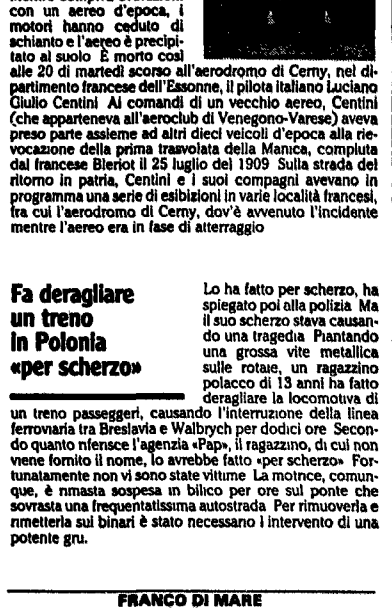 con un aereo d'epoca, i
motori hanno ceduto di
schianto e l'aereo è precipi-
tato al suolo È morto così
alle 20 di martedì scorso all'aerodromo di Cerny, nel di-
partimento francese dell'Essonne, il pilota italiano Luciano
Giulio Centini Ai comandi di un vecchio aereo, Centini
(che apparteneva all'aeroclub di Venegono-Varese) aveva
preso parte assieme ad altri dieci velivoli d'epoca alla rie-
vocazione della prima trasvolata della Manica, compiuta
dal francese Bleriot il 25 luglio del 1909 Sulla strada del
ritorno in patria, Centini e i suoi compagni avevano in
programma una serie di esibizioni in varie località francesi,
fra cui l'aerodromo di Cerny, dov'è avvenuto l'incidente
mentre l'aereo era in fase di atterraggio
Fa deragliare
un treno
in Polonia
«per scherzo»
Lo ha fatto per scherzo, ha
spiegato poi alla polizia Ma
il suo scherzo stava causan-
do una tragedia Piantando
una grossa vite metallica
sulle rotaie, un ragazzino
polacco di 13 anni ha fatto
deragliare la locomotiva di
un treno passeggeri, causando l'interruzione della linea
ferroviaria tra Breslavia e Walbrych per dodici ore Secon-
do quanto riferisce l'agenzia «Pap», il ragazzino, di cui non
viene fornito il nome, lo avrebbe fatto «per scherzo» For-
tunatamente non vi sono state vittime La motrice, comun-
que, è rimasta sospesa in bilico per ore sul ponte che
sovrasta una frequentatissima autostrada Per rimuoverla e
rimetterla sui binari è stato necessario l intervento di una
potente gru.
FRANCO DI MARE